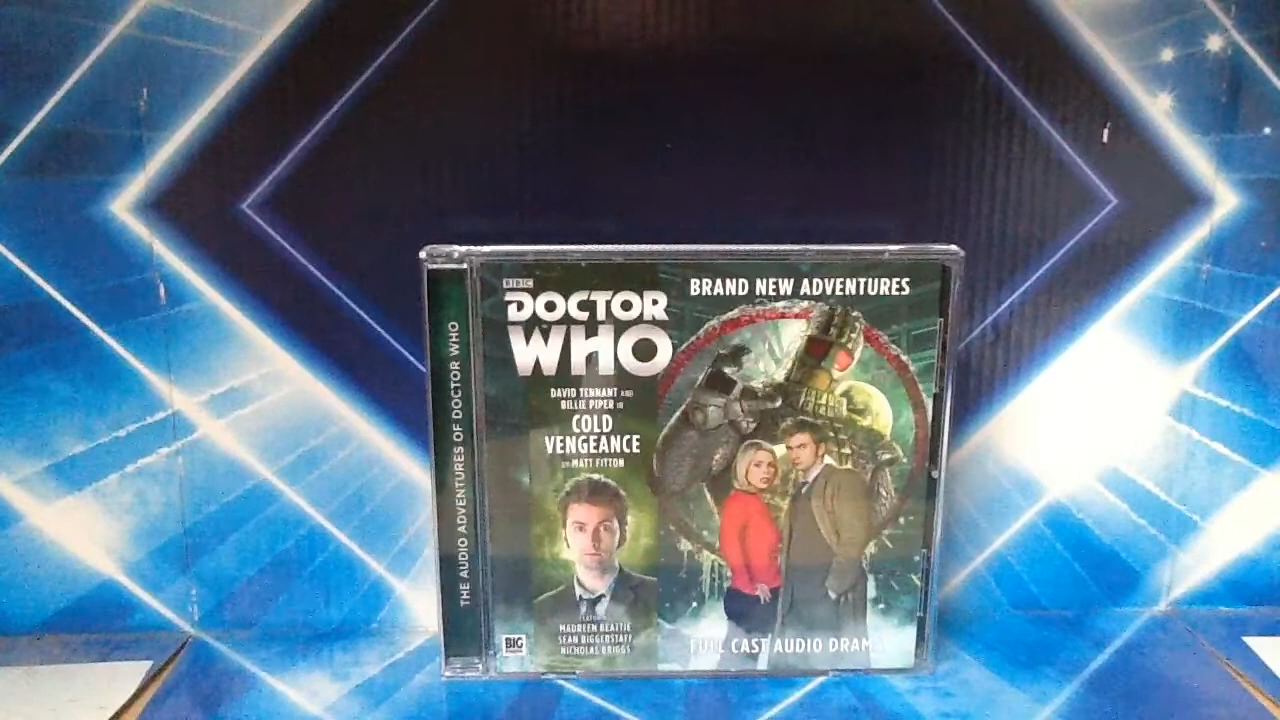 THE AUDIO ADVENTURES OF DOCTOR WHO
BBC
DOCTOR
WHO
DAVID TENNANT AND
BILLIE PIPER IN
COLD
VENGEANCE
BY MATT FITTON
FEATURING
MAUREEN BEATTIE
SEAN BIGGERSTAFF
NICHOLAS BRIGGS
BIG
FINISH
BRAND NEW ADVENTURES
FULL CAST AUDIO DRAMA